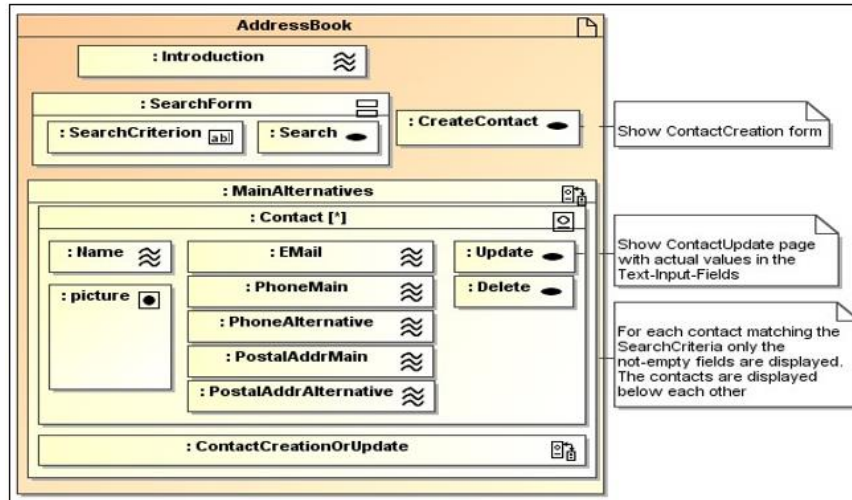 AddressBook
: Introduction
: SearchForm
: SearchCriterion
ab
: Search
: CreateContact
Show ContactCreation form
: MainAlternatives
: Contact [*]
: Name
: EMail
: Update
Show ContactUpdate page
with actual values in the
Text-Input-Fields
: picture
: PhoneMain
: Delete
: PhoneAlternative
: PostalAddrMain
: PostalAddrAlternative
For each contact matching the
SearchCriteria only the
not-empty fields are displayed.
The contacts are displayed
below each other
: ContactCreationOrUpdate